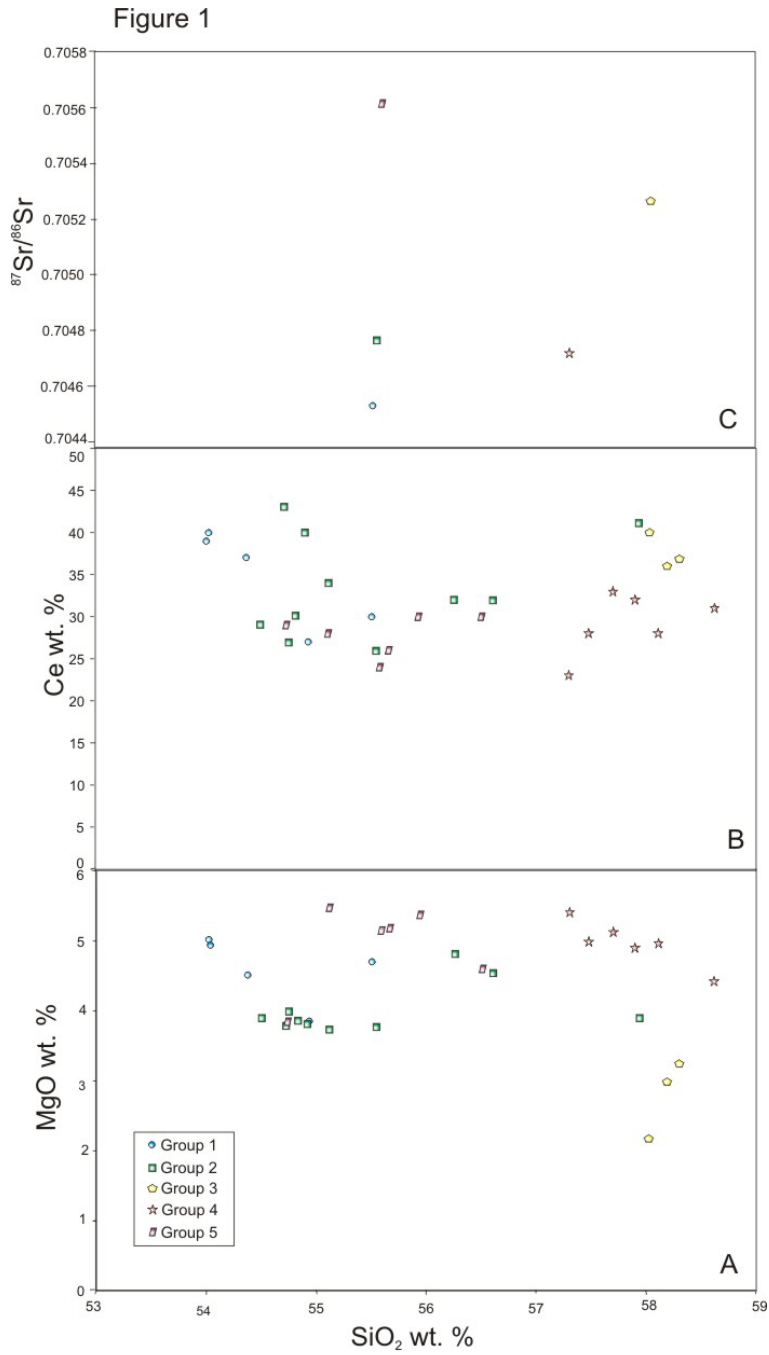 Figure 1
0.7058
0.7056
0.7054
0.7052
0.7050
0.7048
0.7046
0.7044
⁸⁷Sr/⁸⁶Sr
C
50
45
40
35
30
25
20
15
10
5
0
Ce wt. %
B
6
5
4
3
2
1
0
MgO wt. %
Group 1
Group 2
Group 3
Group 4
Group 5
A
53 54 55 56 57 58 59
SiO₂ wt. %